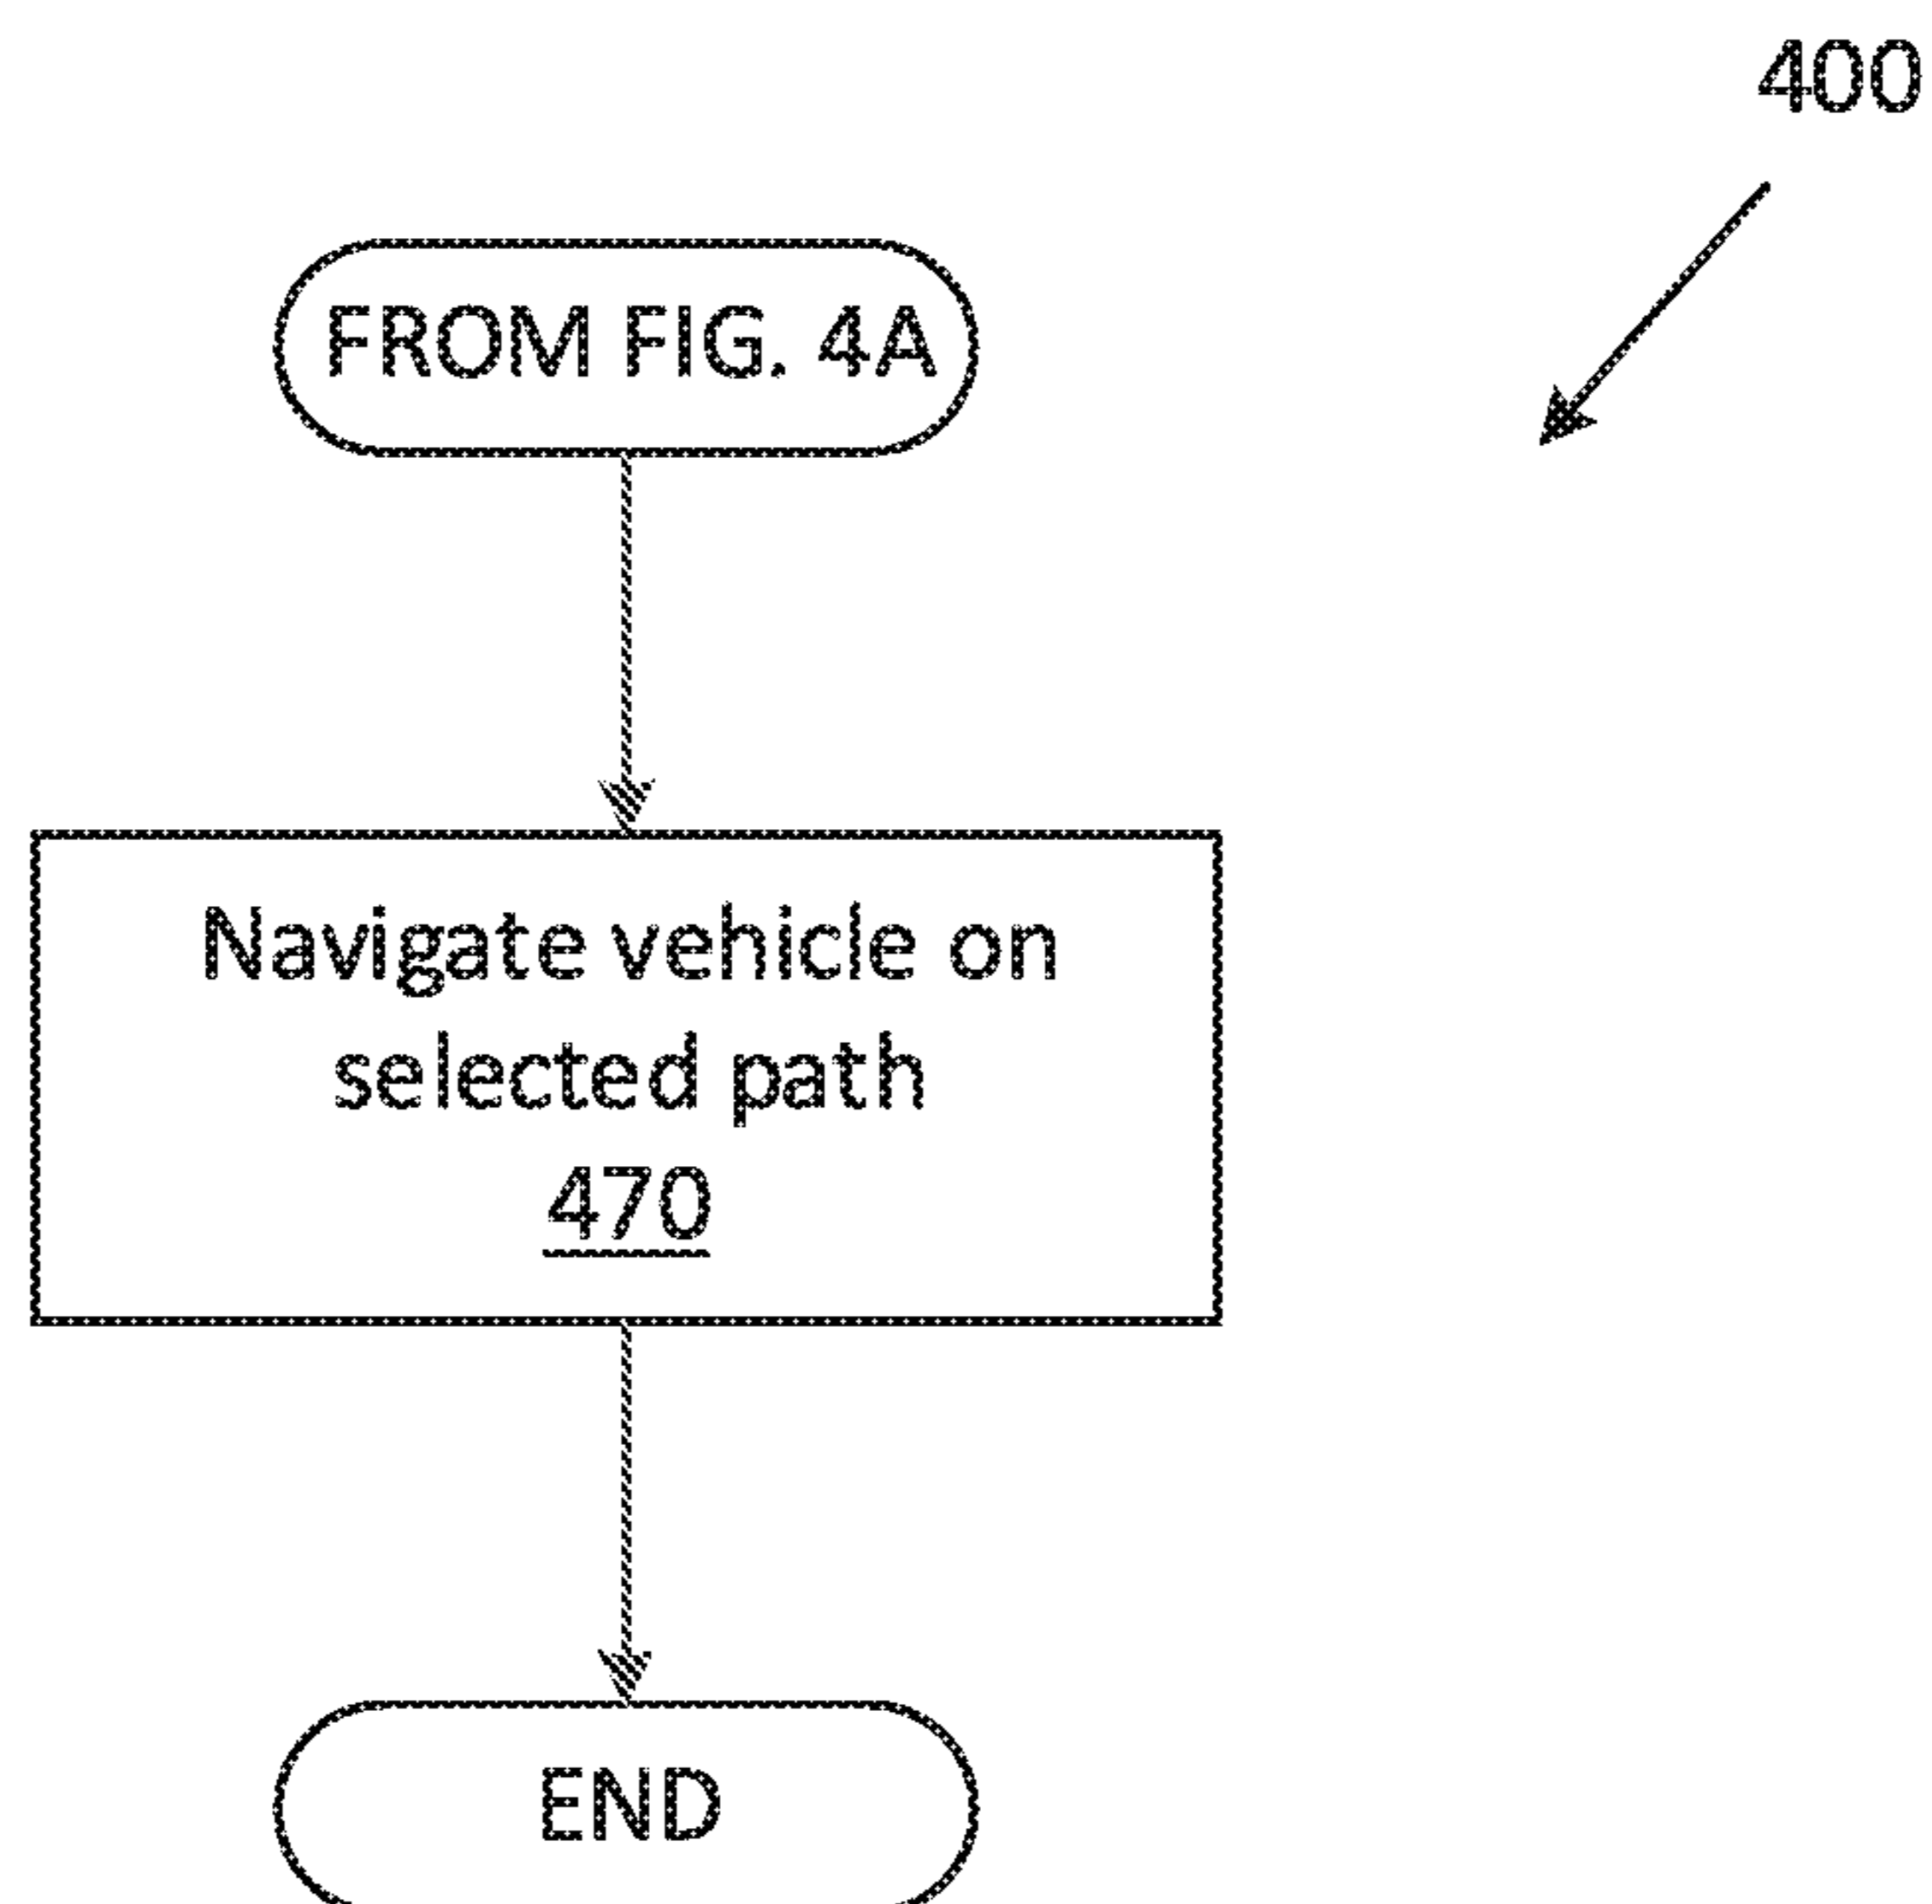 400
FROM FIG. 4A
Navigate vehicle on
selected path
470
END